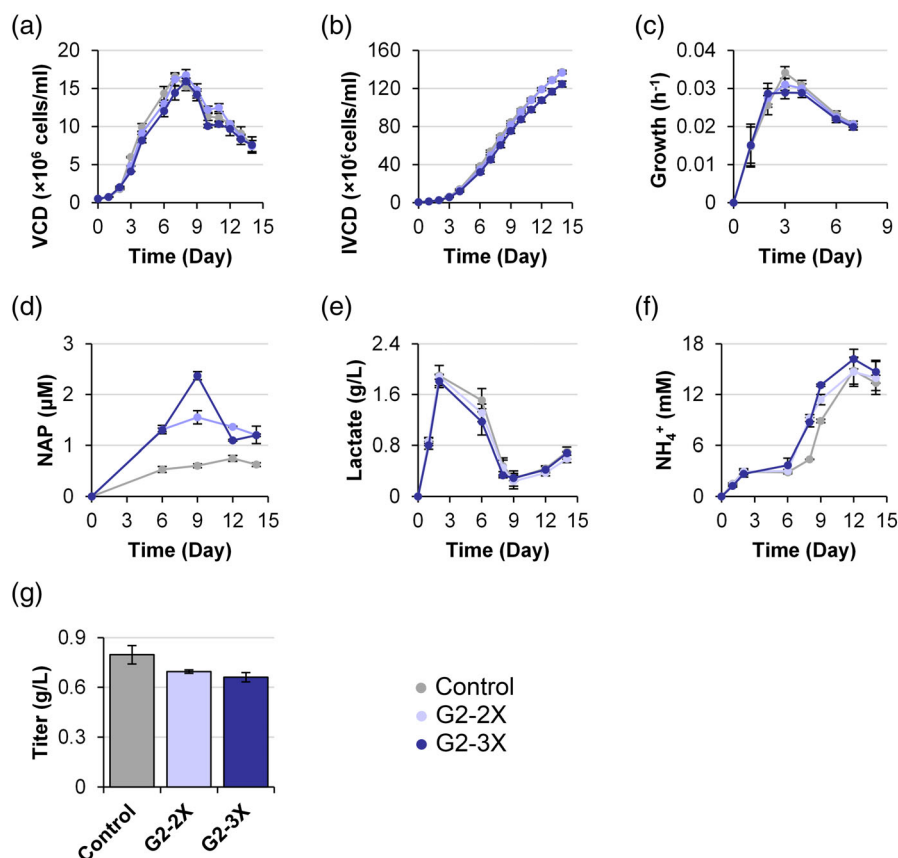 (a)
20
15
10
5
0
0 3 6 9 12 15
VCD (×10⁶ cells/ml)
Time (Day)
(b)
160
120
80
40
0
0 3 6 9 12 15
IVCD (×10⁶ cells/ml)
Time (Day)
(c)
0.04
0.03
0.02
0.01
0
0 3 6 9
Growth (h⁻¹)
Time (Day)
(d)
3
2
1
0
0 3 6 9 12 15
NAP (µM)
Time (Day)
(e)
2.4
1.6
0.8
0
0 3 6 9 12 15
Lactate (g/L)
Time (Day)
(f)
18
12
6
0
0 3 6 9 12 15
NH₄⁺ (mM)
Time (Day)
(g)
0.9
0.6
0.3
0
Titer (g/L)
Control
G2-2X
G2-3X
Control
G2-2X
G2-3X